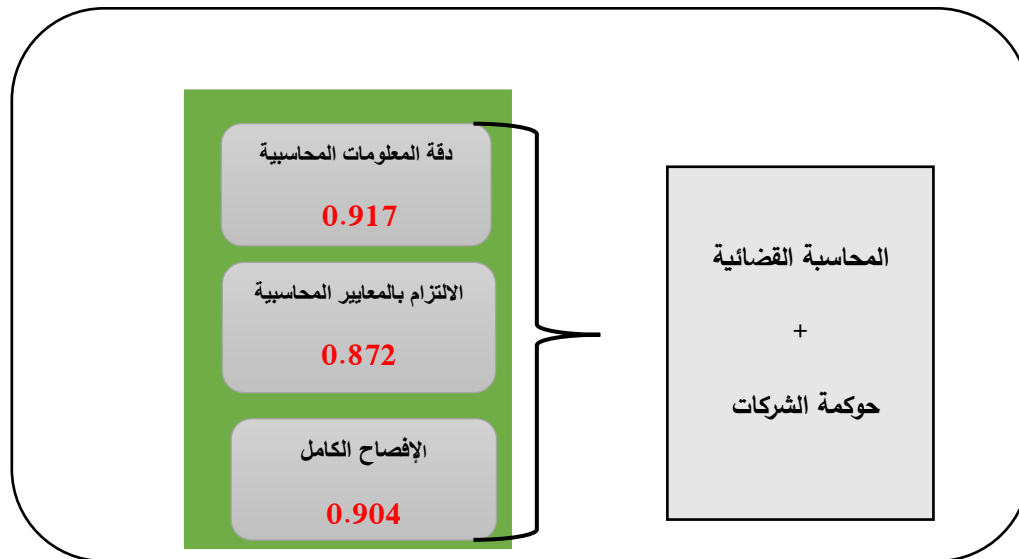 المحاسبة القضائية
+
حوكمة الشركات
دقة المعلومات المحاسبية
0.917
الالتزام بالمعايير المحاسبية
0.872
الإفصاح الكامل
0.904